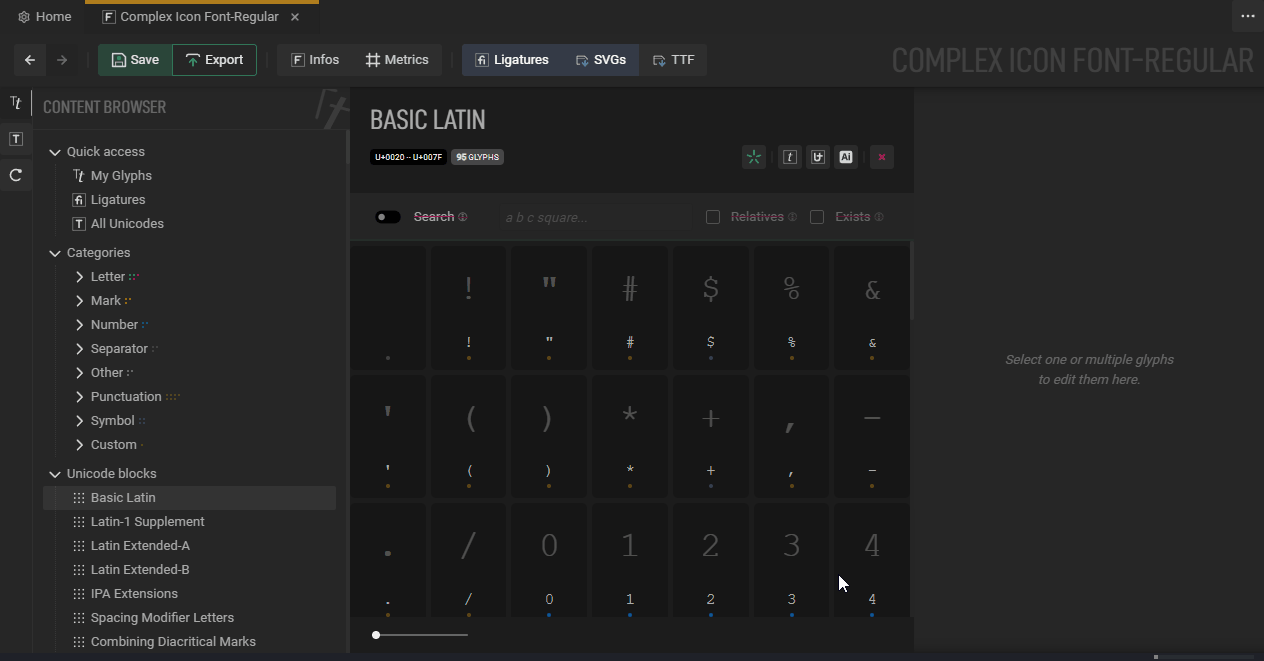 Home
Complex Icon Font-Regular
Save
Export
Infos
Metrics
Ligatures
SVGs
TTF
COMPLEX ICON FONT-REGULAR
CONTENT BROWSER
Quick access
My Glyphs
Ligatures
All Unicodes
Categories
Letter
Mark
Number
Separator
Other
Punctuation
Symbol
Custom
Unicode blocks
Basic Latin
Latin-1 Supplement
Latin Extended-A
Latin Extended-B
IPA Extensions
Spacing Modifier Letters
Combining Diacritical Marks
BASIC LATIN
U+0020 -- U+007F 95 GLYPHS
Ai
Search a b c square... Relatives Exists
! " # $ % &
! " # $ % &
' ( ) * + , -
' ( ) * + , -
. / 0 1 2 3 4
. / 0 1 2 3 4
Select one or multiple glyphs
to edit them here.